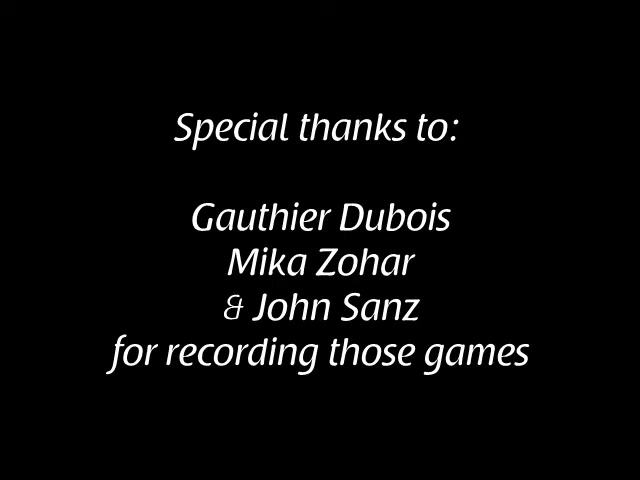 Special thanks to:
Gauthier Dubois
Mika Zohar
& John Sanz
for recording those games